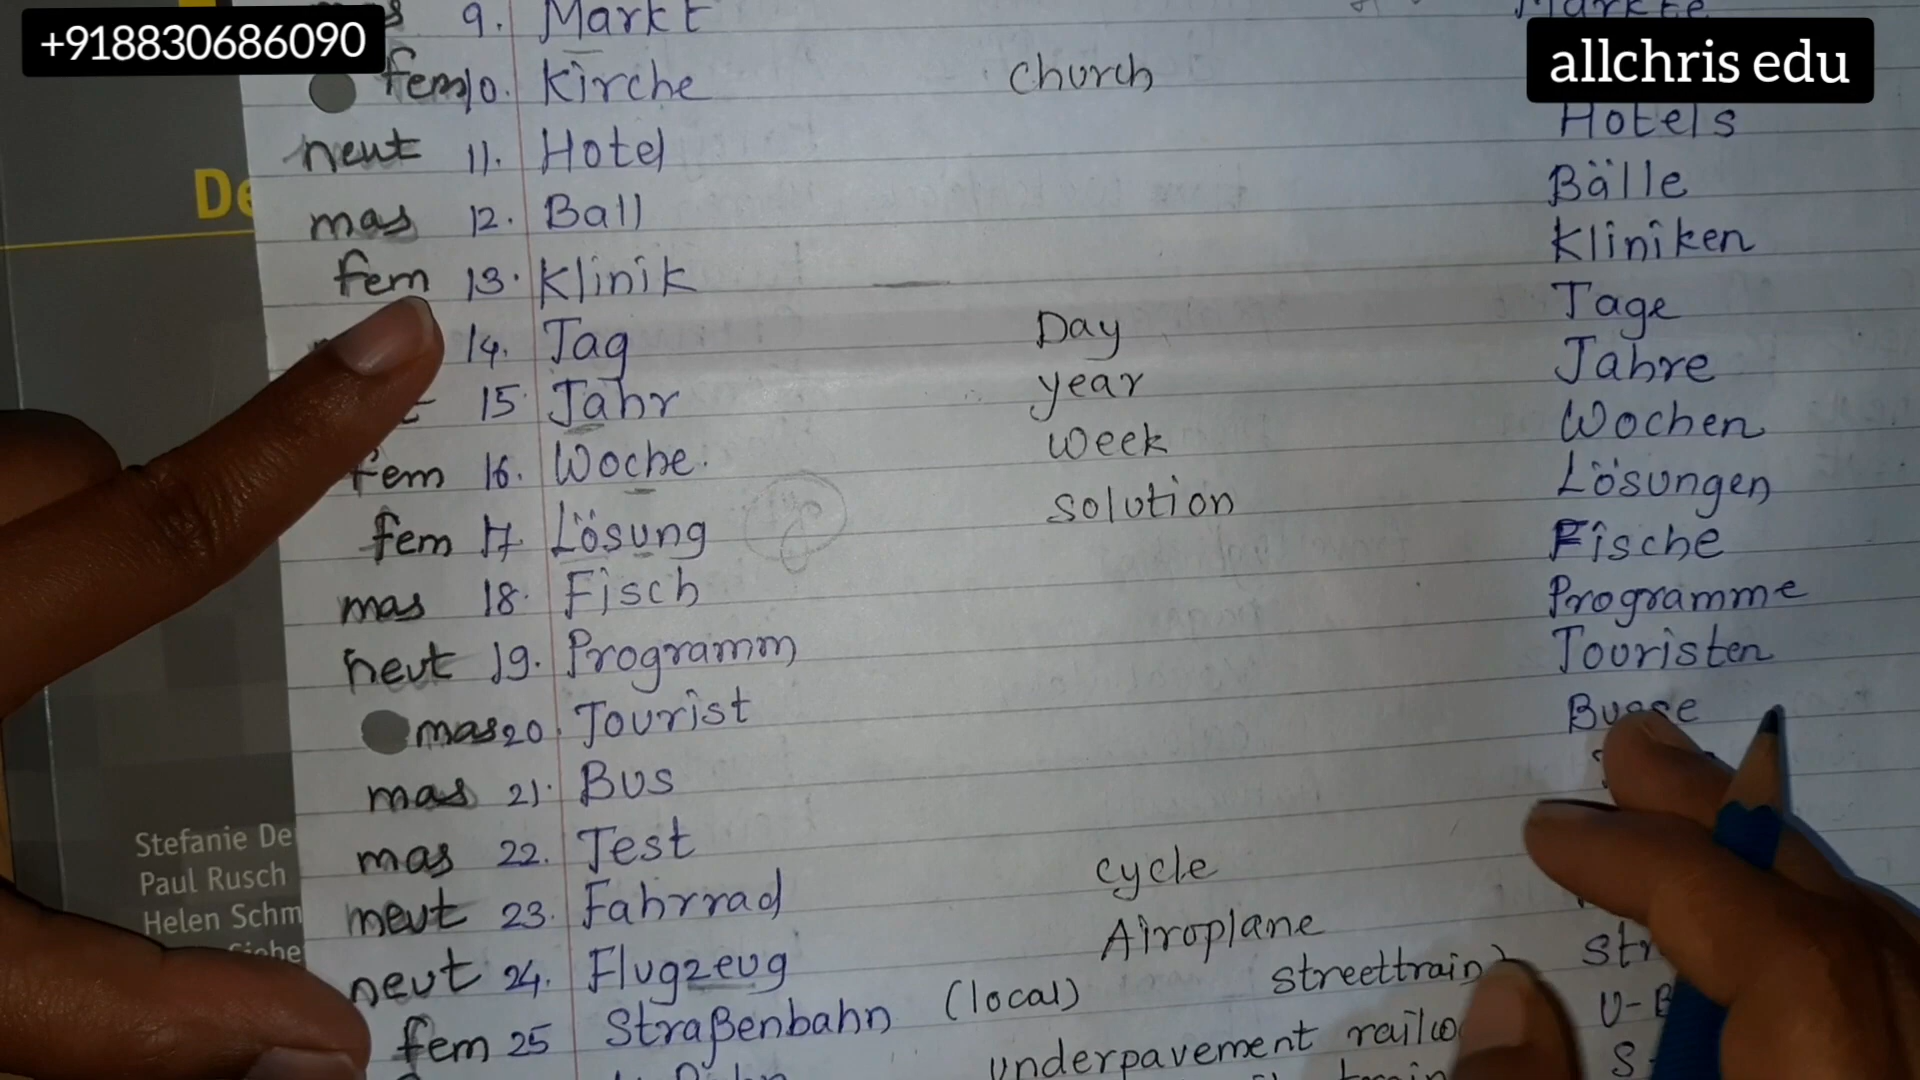 +918830686090
allchris edu
9. Markt
fem 10. Kirche church
neut 11. Hotel Hotels
mas 12. Ball Bälle
fem 13. Klinik Kliniken
14. Tag Day Tage
15. Jahr year Jahre
fem 16. Woche. week Wochen
fem 17. Lösung solution Lösungen
mas 18. Fisch Fische
neut 19. Programm Programme
mas 20. Tourist Touristen
mas 21. Bus Busse
mas 22. Test
neut 23. Fahrrad cycle
neut 24. Flugzeug Airoplane
fem 25 Straßenbahn (local) streettrain
underpavement
De
Stefanie De
Paul Rusch
Helen Schm